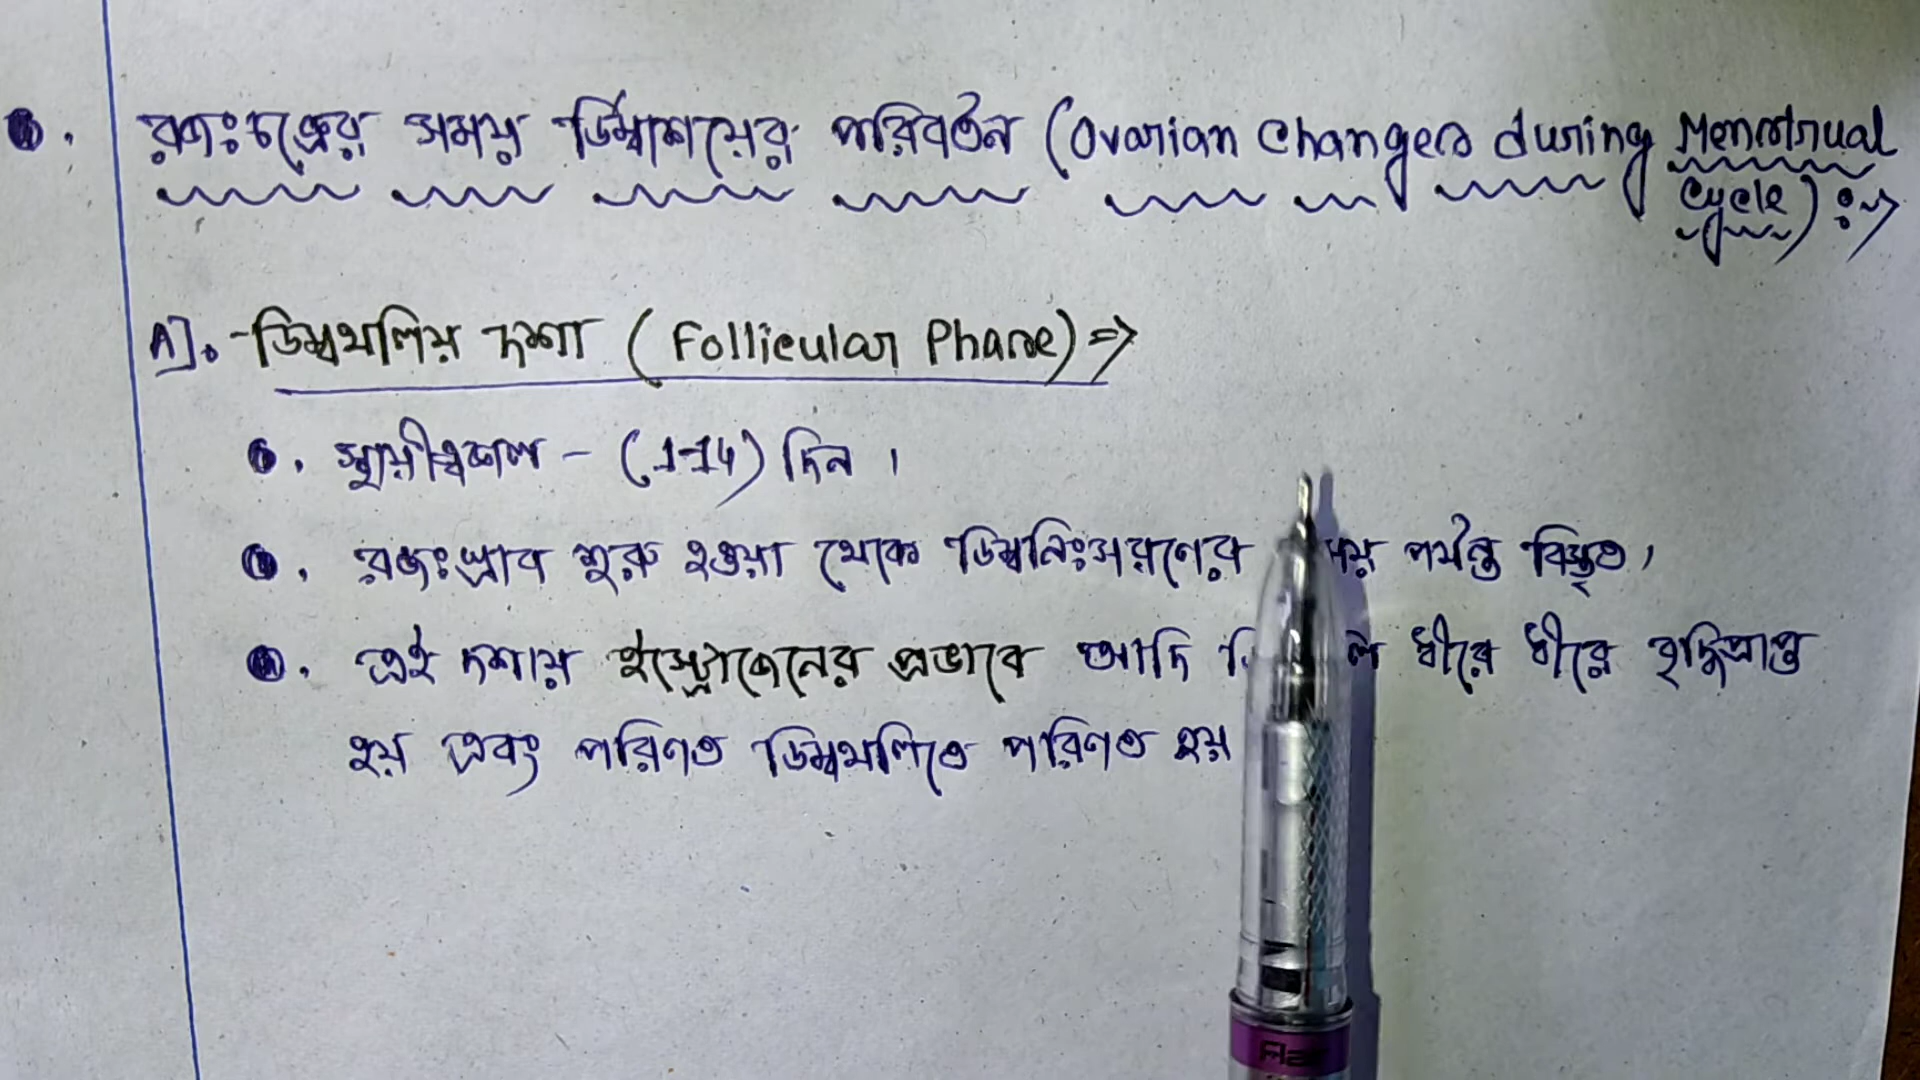 রজঃচক্রের সময় ডিম্বাশয়ের পরিবর্তন (Ovarian Changes during Menstrual
Cycle) :~>
A]. ডিম্বথলিয় দশা (Follicular Phase) =>
স্থায়ীত্বকাল - (1-14) দিন ।
রজঃস্রাব শুরু হওয়া থেকে ডিম্বনিঃসরণের পর্যন্ত বিস্তৃত ।
এই দশায় ইস্ট্রোজেনের প্রভাবে আদি ধীরে ধীরে বৃদ্ধিপ্রাপ্ত
হয় এবং পরিণত ডিম্বথলিতে পরিণত হয়
Flair